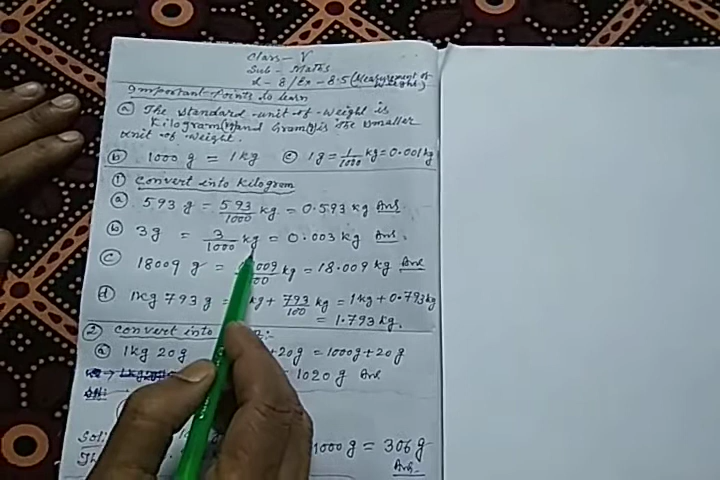 Class - V
Sub - Maths
L - 8 / Ex - 8.5 (Measurement of Weight)
Important points to learn
(a) The standard unit of weight is
Kilogram and Gram is the smaller
unit of weight.
(b) 1000 g = 1 kg (c) 1g = 1/1000 kg = 0.001 kg
(1) Convert into Kilogram
(a) 593 g = 593/1000 kg = 0.593 kg Ans
(b) 3g = 3/1000 kg = 0.003 kg Ans.
(c) 18009 g = kg = 18.009 kg Ans
(d) 1kg 793 g = kg + 793/100 kg = 1kg + 0.793 kg
= 1.793 kg.
(2) Convert into
(a) 1kg 20g + 20g = 1000g + 20g
= 1020 g Ans
Sol: 1000 g = 306 g
Ans.